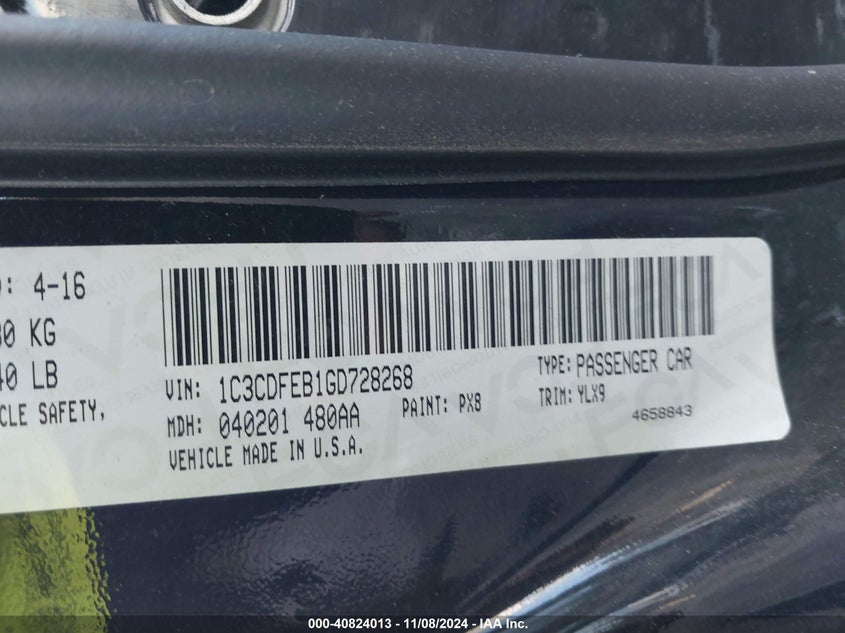 ): 4-16
30 KG
40 LB
CLE SAFETY,
VIN: 1C3CDFEB1GD728268
TYPE: PASSENGER CAR
MDH: 040201 480AA
PAINT: PX8
TRIM: YLX9
4658843
VEHICLE MADE IN U.S.A.
000-40824013 - 11/08/2024 - IAA Inc.